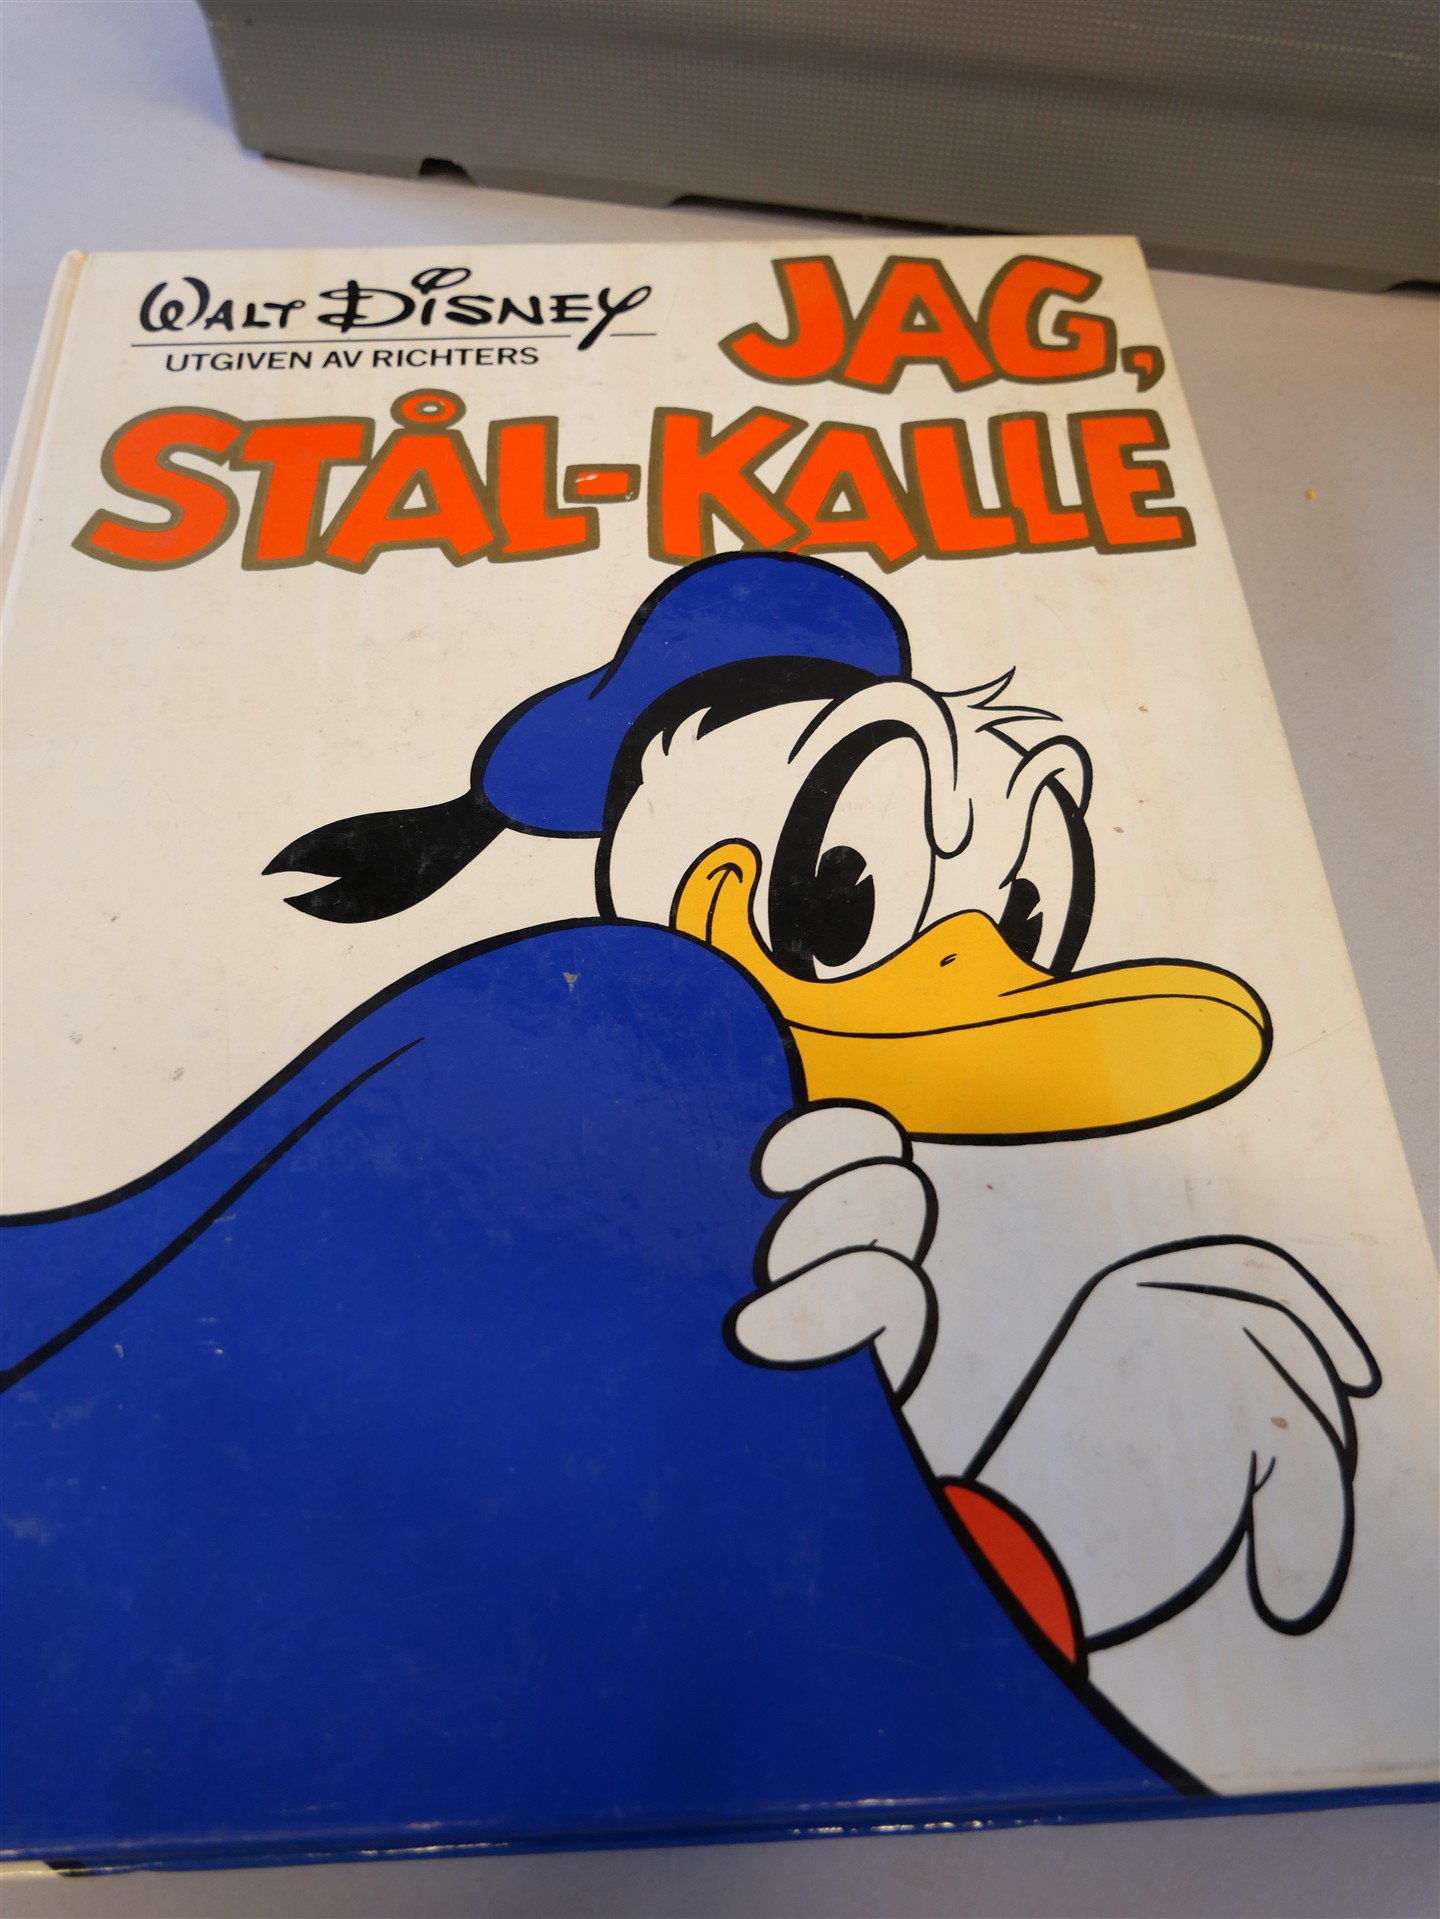 WALT DISNEY
UTGIVEN AV RICHTERS
JAG,
STÅL-KALLE